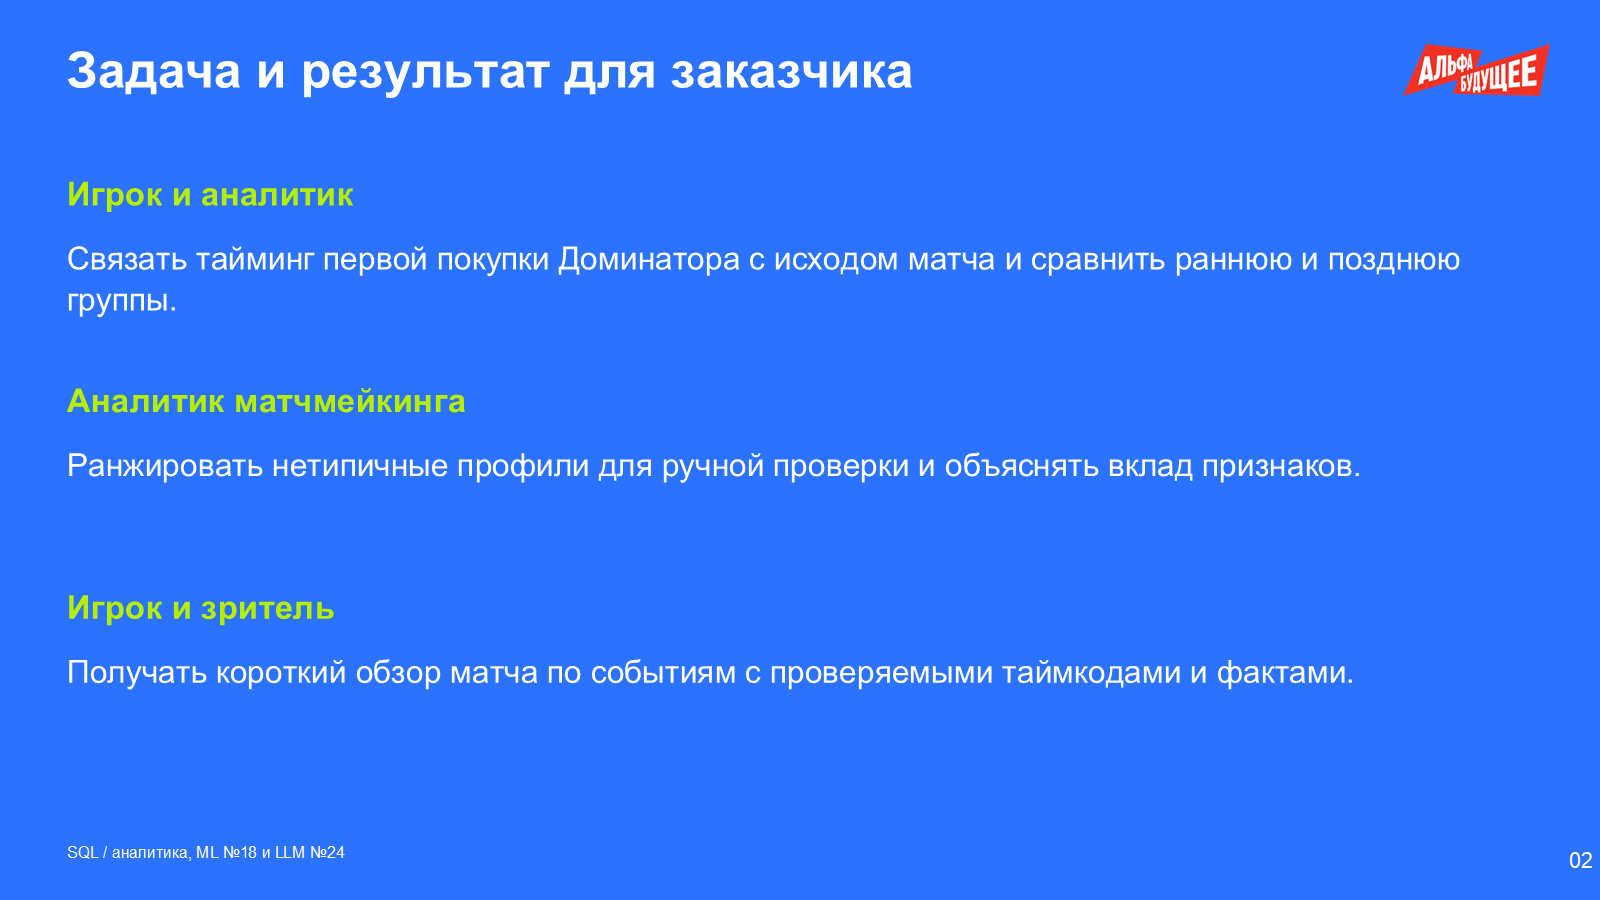 Задача и результат для заказчика
АЛЬФА
БУДУЩЕЕ
Игрок и аналитик
Связать тайминг первой покупки Доминатора с исходом матча и сравнить раннюю и позднюю
группы.
Аналитик матчмейкинга
Ранжировать нетипичные профили для ручной проверки и объяснять вклад признаков.
Игрок и зритель
Получать короткий обзор матча по событиям с проверяемыми таймкодами и фактами.
SQL / аналитика, ML №18 и LLM №24
02